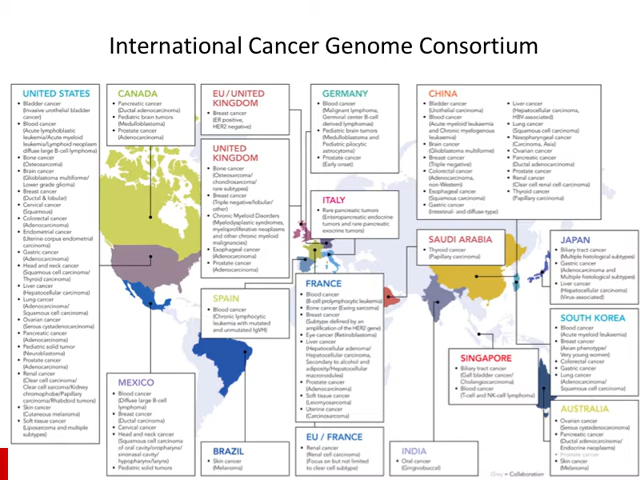 International Cancer Genome Consortium
UNITED STATES
• Bladder cancer
(Invasive urothelial bladder
cancer)
• Blood cancer
(Acute lymphoblastic
leukemia/Acute myeloid
leukemia/Lymphoid neoplasm
diffuse large B-cell lymphoma)
• Bone cancer
(Osteosarcoma)
• Brain cancer
(Glioblastoma multiforme/
Lower grade glioma)
• Breast cancer
(Ductal & lobular)
• Cervical cancer
(Squamous)
• Colorectal cancer
(Adenocarcinoma)
• Endometrial cancer
(Uterine corpus endometrial
carcinoma)
• Gastric cancer
(Adenocarcinoma)
• Head and neck cancer
(Squamous cell carcinoma/
Thyroid carcinoma)
• Liver cancer
(Hepatocellular carcinoma)
• Lung cancer
(Adenocarcinoma/
Squamous cell carcinoma)
• Ovarian cancer
(Serous cystadenocarcinoma)
• Pancreatic cancer
(Adenocarcinoma)
• Pediatric solid tumor
(Neuroblastoma)
• Prostate cancer
(Adenocarcinoma)
• Renal cancer
(Clear cell carcinoma/
Clear cell sarcoma/Kidney
chromophobe/Papillary
carcinoma/Rhabdoid tumors)
• Skin cancer
(Cutaneous melanoma)
• Soft tissue cancer
(Liposarcoma and multiple
subtypes)
CANADA
• Pancreatic cancer
(Ductal adenocarcinoma)
• Pediatric brain tumors
(Medulloblastoma)
• Prostate cancer
(Adenocarcinoma)
EU / UNITED
KINGDOM
• Breast cancer
(ER positive,
HER2 negative)
UNITED
KINGDOM
• Bone cancer
(Osteosarcoma/
chondrosarcoma/
rare subtypes)
• Breast cancer
(Triple negative/lobular/
other)
• Chronic Myeloid Disorders
(Myelodysplastic syndromes,
myeloproliferative neoplasms
and other chronic myeloid
malignancies)
• Esophageal cancer
(Adenocarcinoma)
• Prostate cancer
(Adenocarcinoma)
GERMANY
• Blood cancer
(Malignant lymphoma,
Germinal center B-cell
derived lymphomas)
• Pediatric brain tumors
(Medulloblastoma and
Pediatric pilocytic
astrocytoma)
• Prostate cancer
(Early onset)
CHINA
• Bladder cancer
(Urothelial carcinoma)
• Blood cancer
(Acute myeloid leukaemia
and Chronic myelogenous
leukaemia)
• Brain cancer
(Glioblastoma multiforme)
• Breast cancer
(Triple negative)
• Colorectal cancer
(Adenocarcinoma,
non-Western)
• Esophageal cancer
(Squamous carcinoma)
• Gastric cancer
(Intestinal- and diffuse-type)
• Liver cancer
(Hepatocellular carcinoma,
HBV-associated)
• Lung cancer
(Squamous cell carcinoma)
• Nasopharyngeal cancer
(Carcinoma, Asia)
• Ovarian cancer
• Pancreatic cancer
(Ductal adenocarcinoma)
• Prostate cancer
• Renal cancer
(Clear cell renal cell carcinoma)
• Thyroid cancer
(Papillary carcinoma)
ITALY
• Rare pancreatic tumors
(Enteropancreatic endocrine
tumors and rare pancreatic
exocrine tumors)
SAUDI ARABIA
• Thyroid cancer
(Papillary carcinoma)
JAPAN
• Biliary tract cancer
(Multiple histological subtypes)
• Gastric cancer
(Adenocarcinoma and
Multiple histological subtypes)
• Liver cancer
(Hepatocellular carcinoma)
(Virus-associated)
SPAIN
• Blood cancer
(Chronic lymphocytic
leukemia with mutated
and unmutated IgVH)
FRANCE
• Blood cancer
(B-cell prolymphocytic leukemia)
• Bone cancer (Ewing sarcoma)
• Breast cancer
(Subtype defined by an
amplification of the HER2 gene)
• Eye cancer (Retinoblastoma)
• Liver cancer
(Hepatocellular adenoma/
Hepatocellular carcinoma,
Secondary to alcohol and
adiposity/Hepatocellular
macronodules)
• Prostate cancer
(Adenocarcinoma)
• Soft tissue cancer
(Leiomyosarcoma)
• Uterine cancer
(Carcinosarcoma)
SOUTH KOREA
• Blood cancer
(Acute myeloid leukemia)
• Breast cancer
(Asian phenotype/
Very young women)
• Colorectal cancer
• Gastric cancer
• Lung cancer
(Adenocarcinoma/
Squamous cell carcinoma)
SINGAPORE
• Biliary tract cancer
(Gall bladder cancer/
Cholangiocarcinoma)
• Blood cancer
(T-cell and NK-cell lymphoma)
MEXICO
• Blood cancer
(Diffuse large B-cell
lymphoma)
• Breast cancer
(Ductal carcinoma)
• Cervical cancer
• Head and neck cancer
(Squamous cell carcinoma
of oral cavity/oropharynx/
sinonasal cavity/
hypopharynx/larynx)
• Pediatric solid tumors
BRAZIL
• Skin cancer
(Melanoma)
EU / FRANCE
• Renal cancer
(Renal cell carcinoma)
(Focus on but not limited
to clear cell subtype)
INDIA
• Oral cancer
(Gingivobuccal)
AUSTRALIA
• Ovarian cancer
(Serous cystadenocarcinoma)
• Pancreatic cancer
(Ductal adenocarcinoma/
Endocrine neoplasm)
• Prostate cancer
• Skin cancer
(Melanoma)
Grey = Collaboration